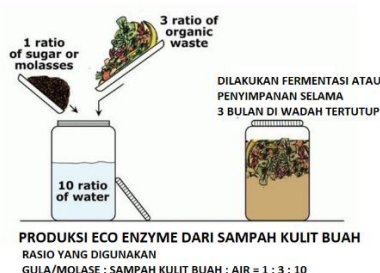 3 ratio of
organic
waste
1 ratio
of sugar or
molasses
DILAKUKAN FERMENTASI ATAU
PENYIMPANAN SELAMA
3 BULAN DI WADAH TERTUTUP
10 ratio
of water
PRODUKSI ECO ENZYME DARI SAMPAH KULIT BUAH
RASIO YANG DIGUNAKAN
GULA/MOLASE : SAMPAH KULIT BUAH : AIR = 1 : 3 : 10